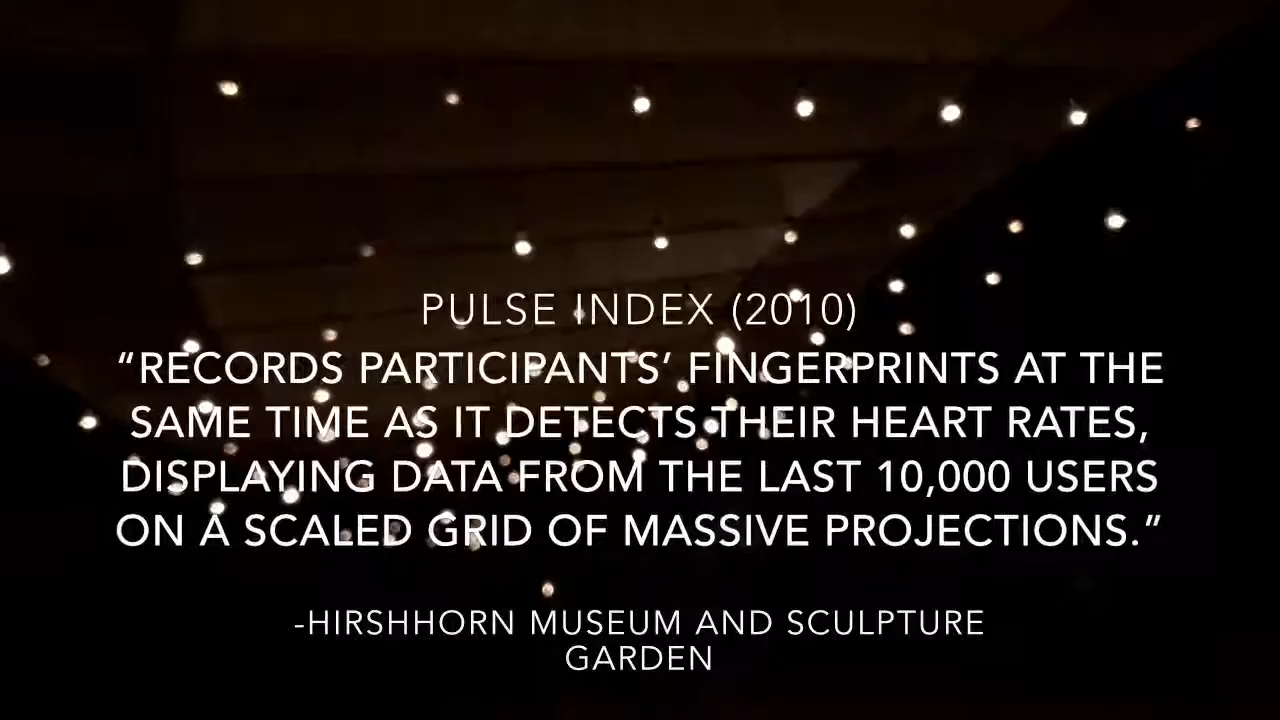 PULSE INDEX (2010)
“RECORDS PARTICIPANTS’ FINGERPRINTS AT THE
SAME TIME AS IT DETECTS THEIR HEART RATES,
DISPLAYING DATA FROM THE LAST 10,000 USERS
ON A SCALED GRID OF MASSIVE PROJECTIONS.”
-HIRSHHORN MUSEUM AND SCULPTURE
GARDEN